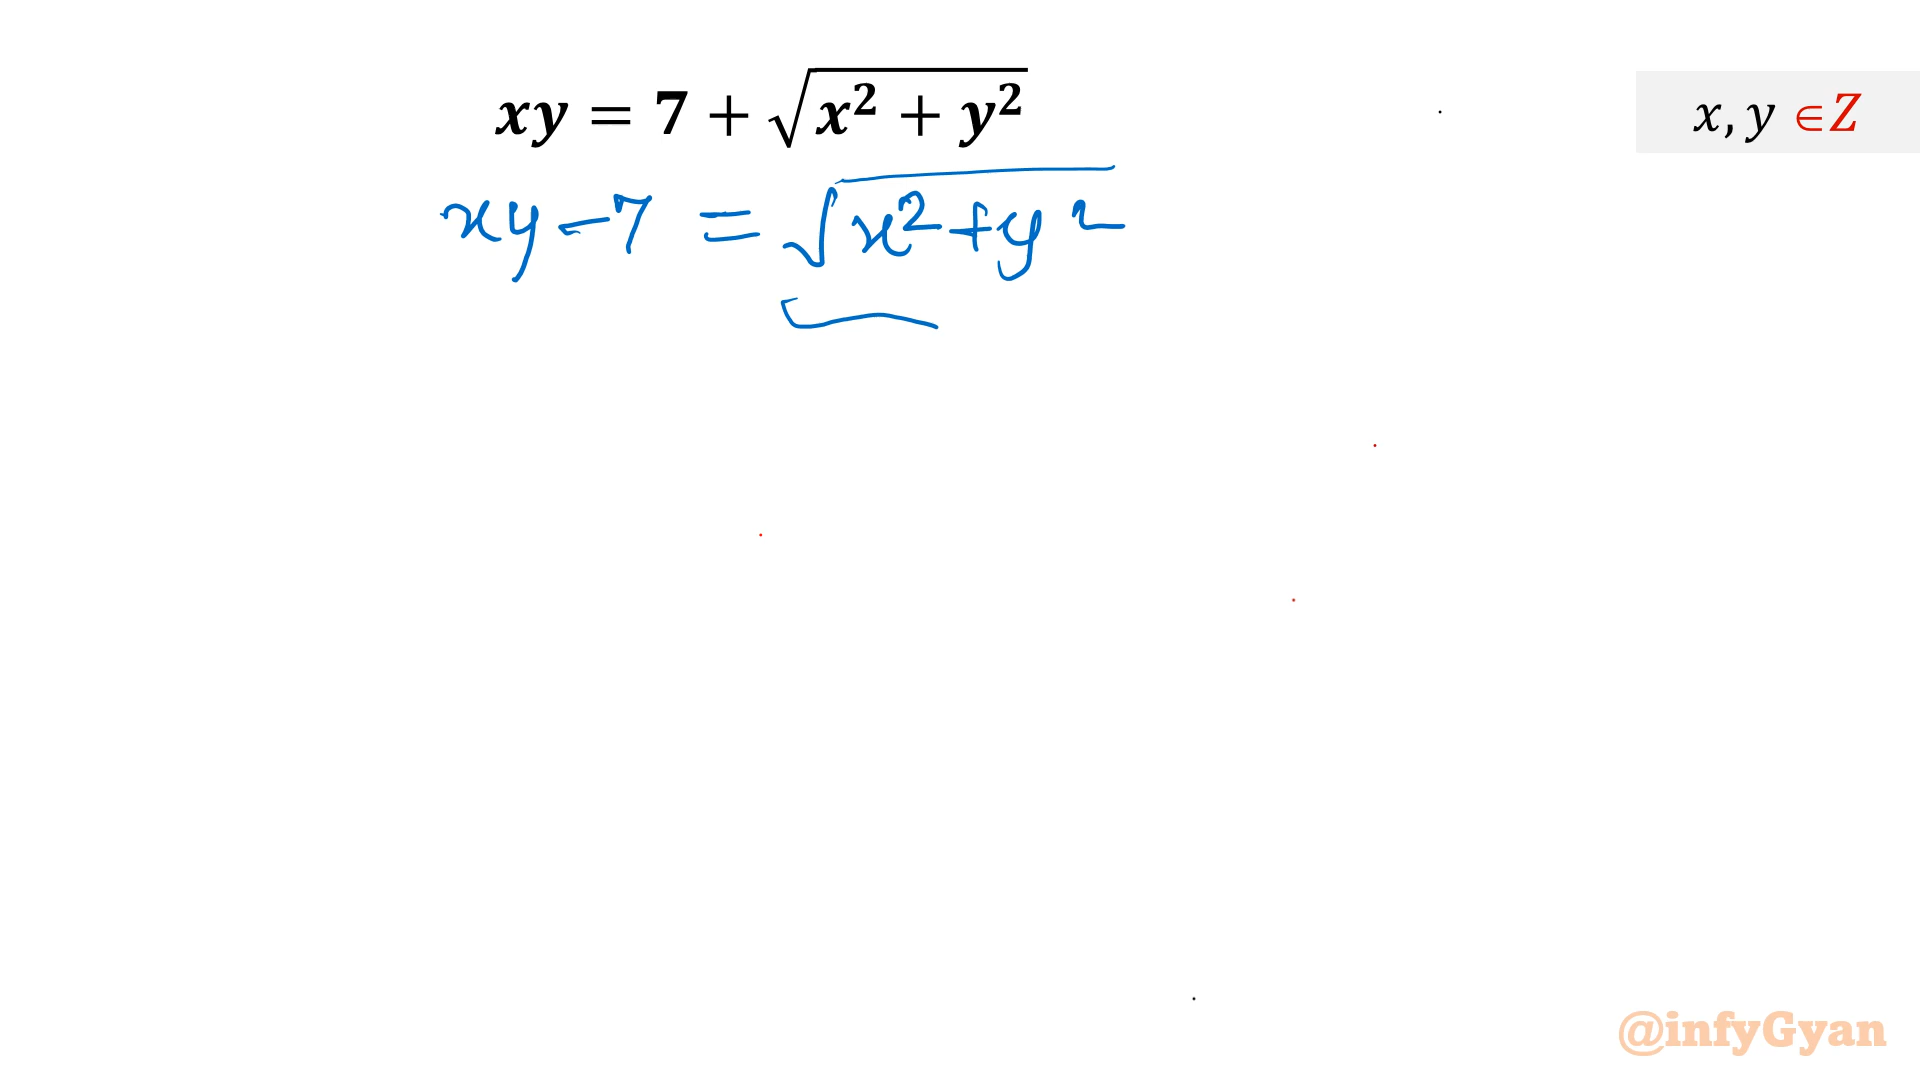 xy = 7 + √(x² + y²)
x, y ∈ Z
xy - 7 = √(x² + y²)
@infyGyan